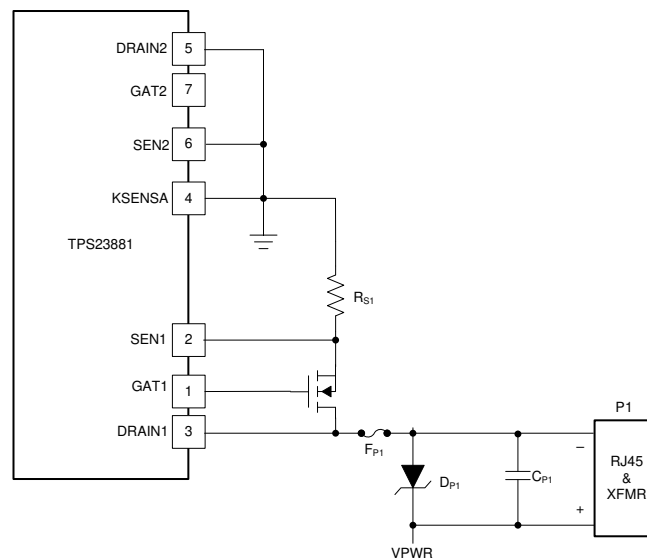 DRAIN2 5
GAT2 7
SEN2 6
KSENSA 4
TPS23881
RS1
SEN1 2
GAT1 1
DRAIN1 3
FP1
P1
−
RJ45
&
XFMR
+
DP1
CP1
VPWR